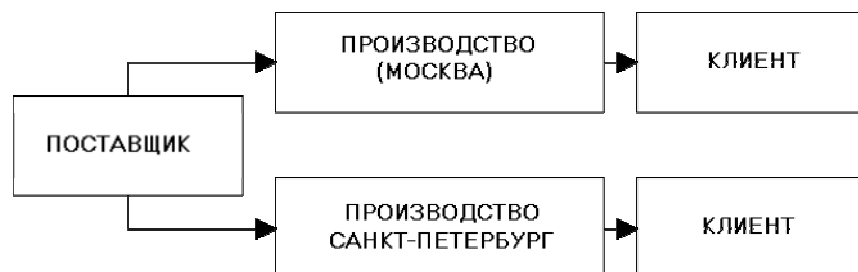 ПРОИЗВОДСТВО
(МОСКВА)
КЛИЕНТ
ПОСТАВЩИК
ПРОИЗВОДСТВО
САНКТ-ПЕТЕРБУРГ
КЛИЕНТ